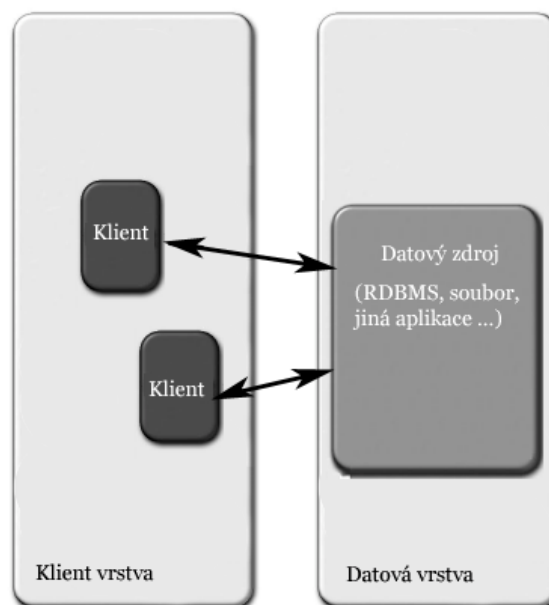 Klient
Klient
Klient vrstva
Datový zdroj
(RDBMS, soubor,
jiná aplikace ...)
Datová vrstva